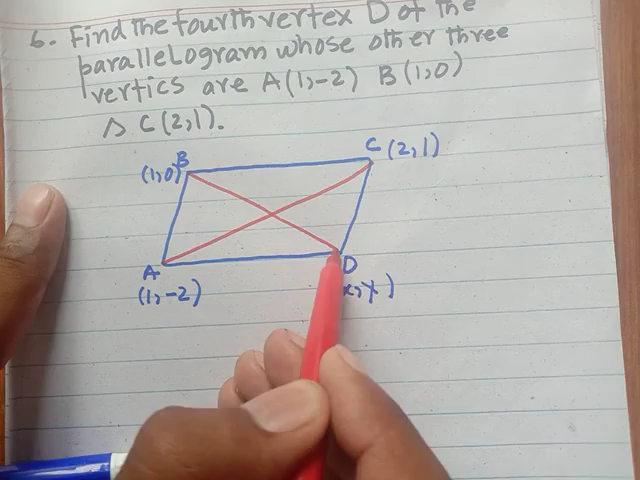 6. Find the fourth vertex D of the
parallelogram whose other three
vertics are A(1,-2) B(1,0)
C(2,1).
B
(1,0)
C (2,1)
A
(1,-2)
D
x,y)